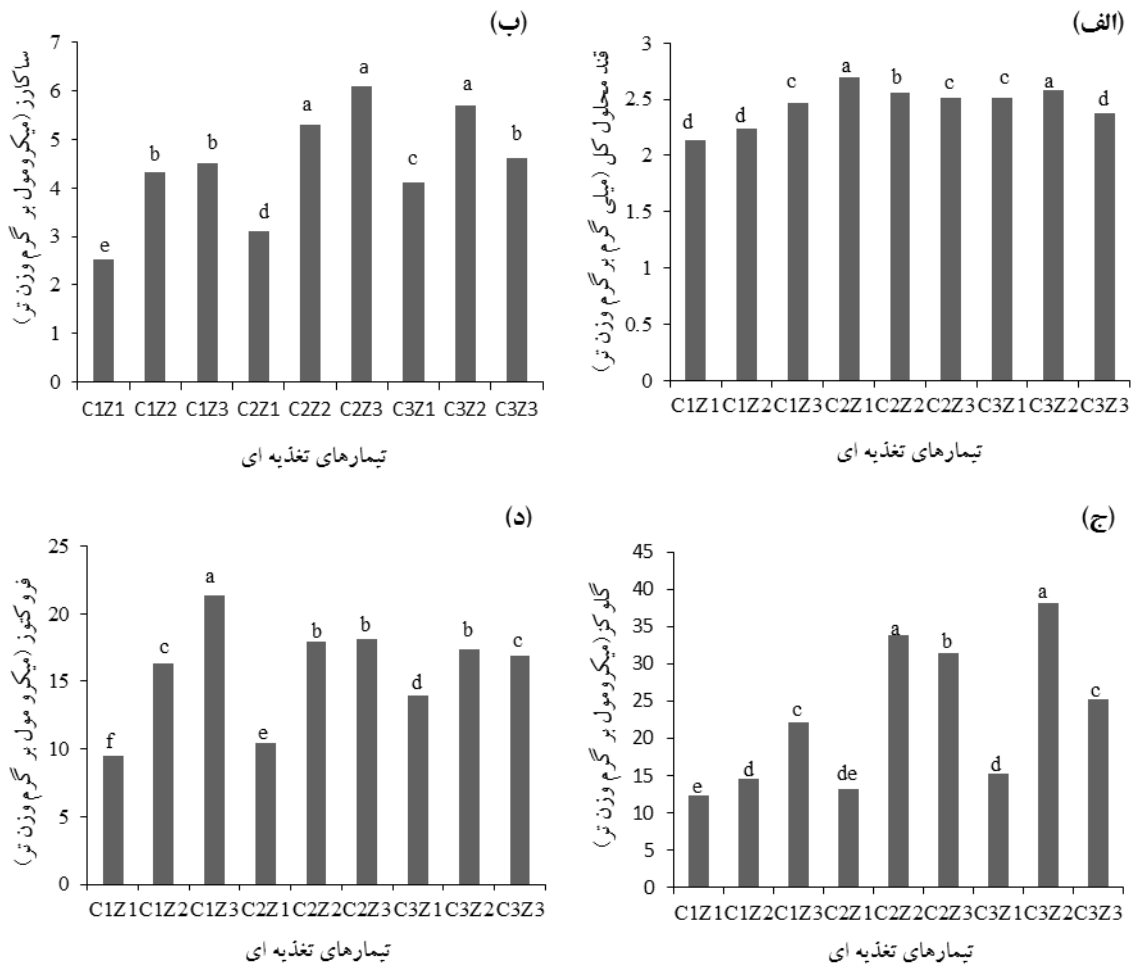 (الف)
قند محلول کل (میلی گرم بر گرم وزن تر)
3
2.5
2
1.5
1
0.5
0
d d c a b c c a d
C1Z1 C1Z2 C1Z3 C2Z1 C2Z2 C2Z3 C3Z1 C3Z2 C3Z3
تیمارهای تغذیه ای
(ب)
ساکارز (میکرومول بر گرم وزن تر)
7
6
5
4
3
2
1
0
e b b d a a c a b
C1Z1 C1Z2 C1Z3 C2Z1 C2Z2 C2Z3 C3Z1 C3Z2 C3Z3
تیمارهای تغذیه ای
(ج)
گلوکز(میکرومول بر گرم وزن تر)
45
40
35
30
25
20
15
10
5
0
e d c de a b d a c
C1Z1 C1Z2 C1Z3 C2Z1 C2Z2 C2Z3 C3Z1 C3Z2 C3Z3
تیمارهای تغذیه ای
(د)
فروکتوز (میکرو مول بر گرم وزن تر)
25
20
15
10
5
0
f c a e b b d b c
C1Z1 C1Z2 C1Z3 C2Z1 C2Z2 C2Z3 C3Z1 C3Z2 C3Z3
تیمارهای تغذیه ای